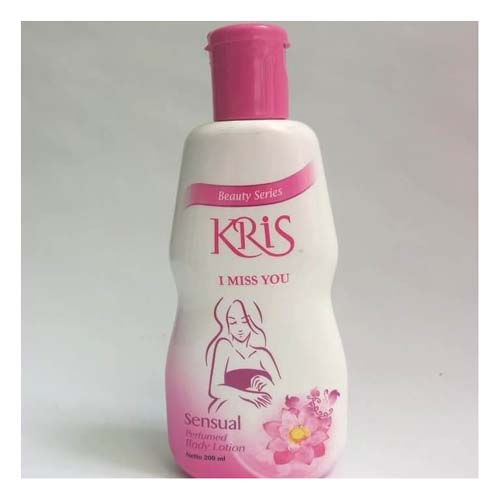 Beauty Series
KRiS
I MISS YOU
Sensual
Perfumed
Body Lotion
Netto 200 ml